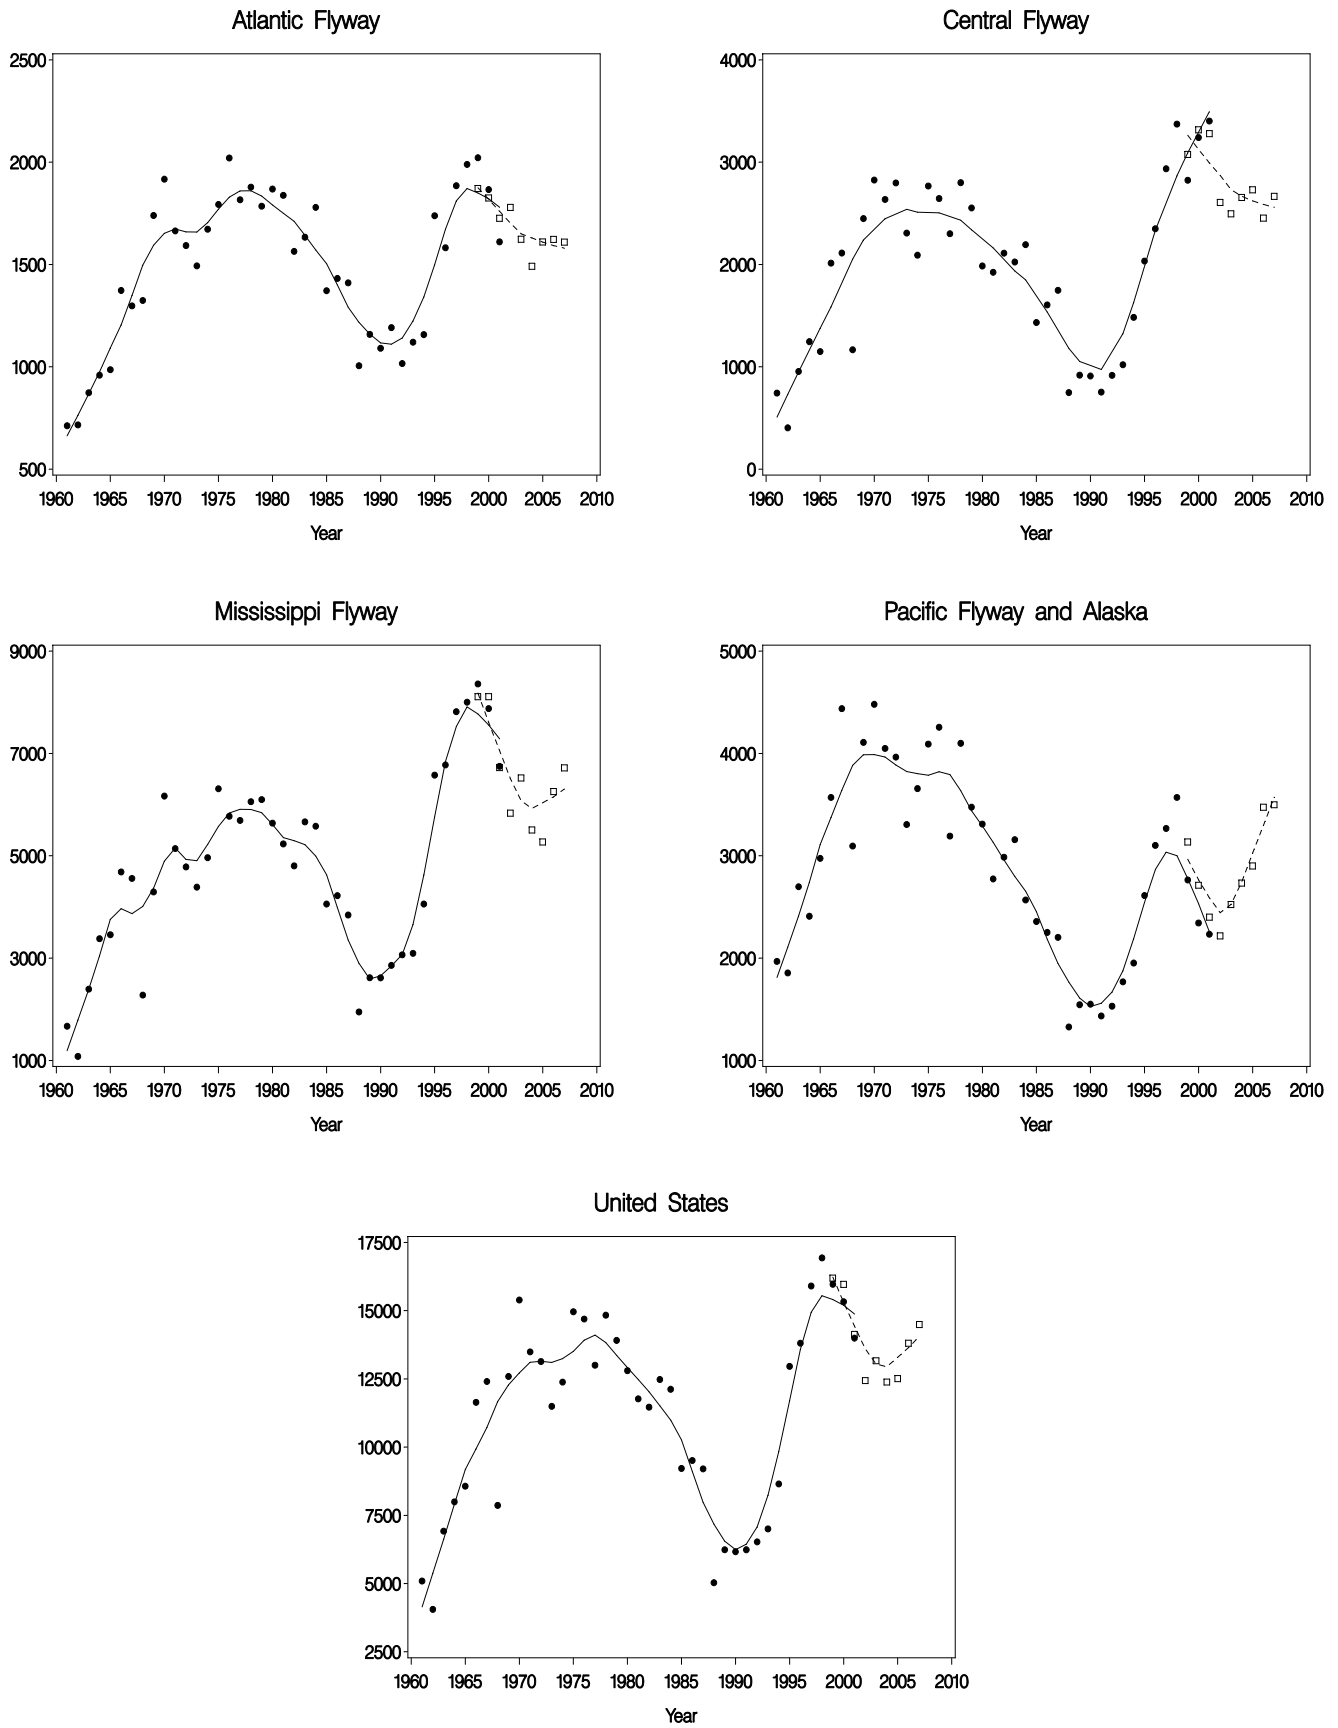 Atlantic Flyway
2500
2000
1500
1000
500
1960 1965 1970 1975 1980 1985 1990 1995 2000 2005 2010
Year
Central Flyway
4000
3000
2000
1000
0
1960 1965 1970 1975 1980 1985 1990 1995 2000 2005 2010
Year
Mississippi Flyway
9000
7000
5000
3000
1000
1960 1965 1970 1975 1980 1985 1990 1995 2000 2005 2010
Year
Pacific Flyway and Alaska
5000
4000
3000
2000
1000
1960 1965 1970 1975 1980 1985 1990 1995 2000 2005 2010
Year
United States
17500
15000
12500
10000
7500
5000
2500
1960 1965 1970 1975 1980 1985 1990 1995 2000 2005 2010
Year